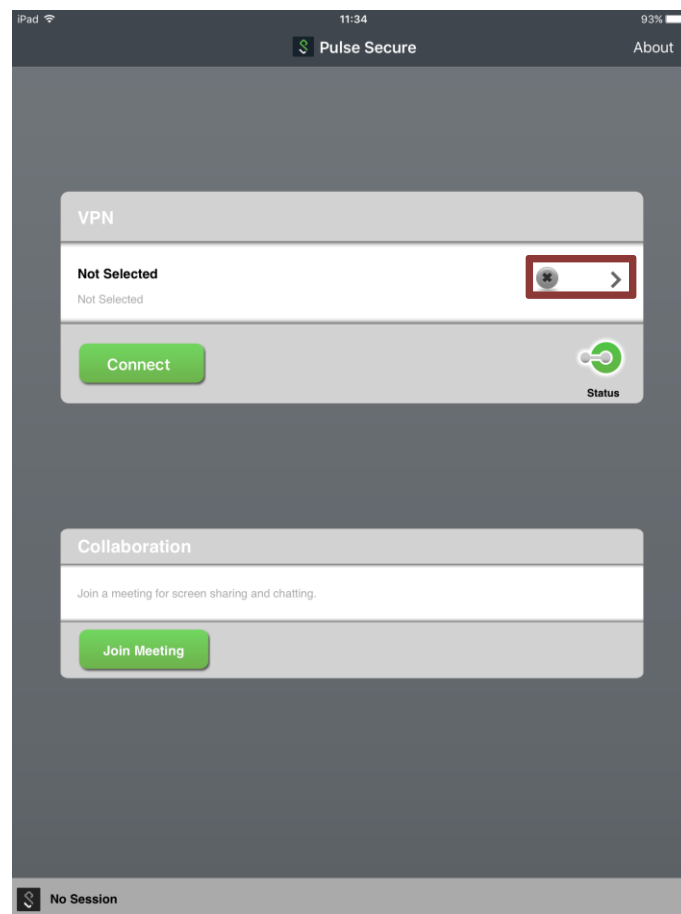 iPad 11:34 93%
Pulse Secure About
VPN
Not Selected
Not Selected
Connect
Status
Collaboration
Join a meeting for screen sharing and chatting.
Join Meeting
No Session